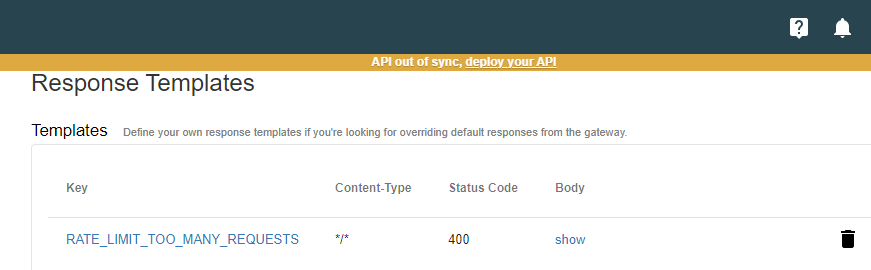 API out of sync, deploy your API
Response Templates
Templates Define your own response templates if you're looking for overriding default responses from the gateway.
Key Content-Type Status Code Body
RATE_LIMIT_TOO_MANY_REQUESTS */* 400 show